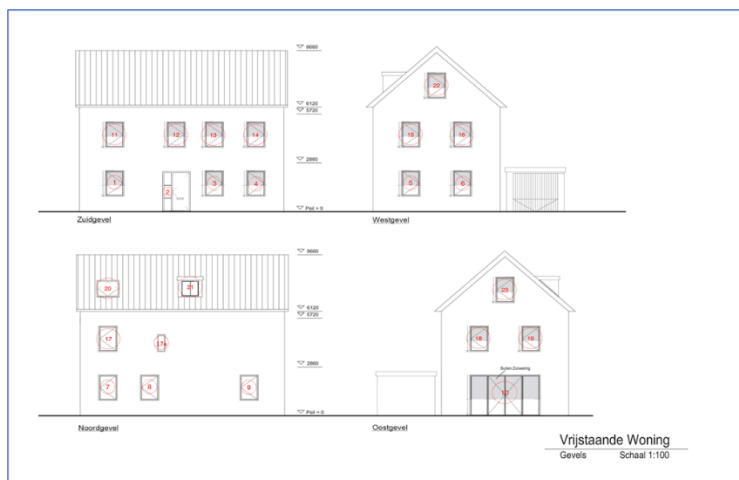 8660
6120
5720
11 12 13 14
2860
1 2 3 4
Peil = 0
Zuidgevel
22
15 16
5 6
Westgevel
8660
20 21
6120
5720
17 17a
2860
7 8 9
Peil = 0
Noordgevel
23
18 19
Buiten Zonwering
10
Oostgevel
Vrijstaande Woning
Gevels Schaal 1:100